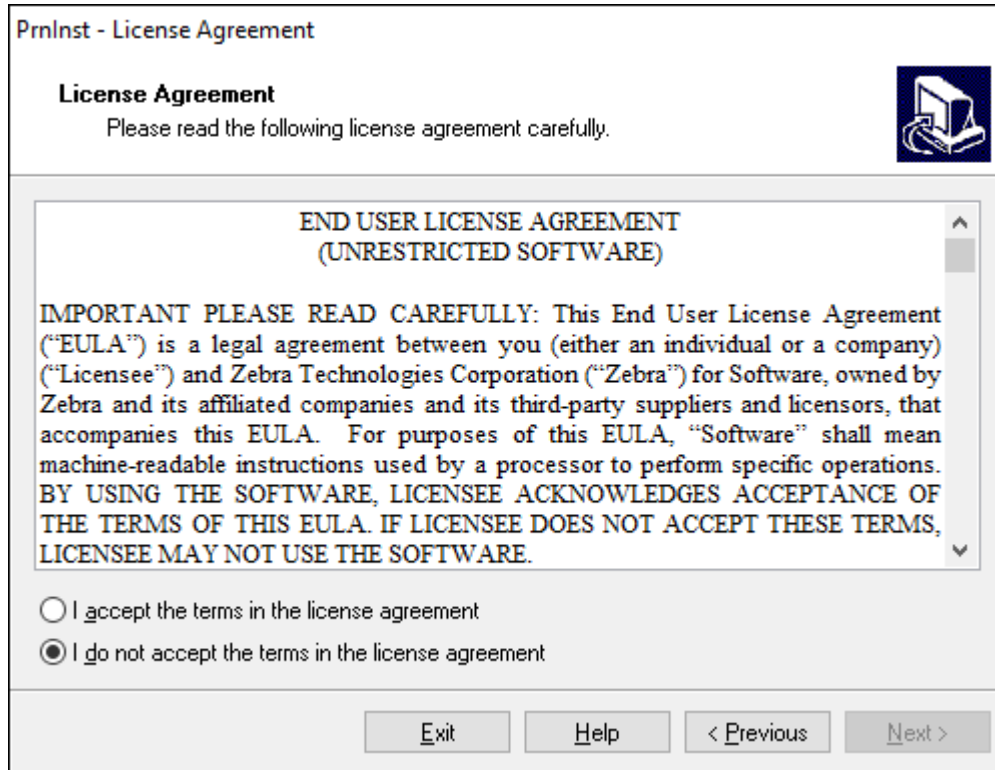 PrnInst - License Agreement
License Agreement
Please read the following license agreement carefully.
END USER LICENSE AGREEMENT
(UNRESTRICTED SOFTWARE)
IMPORTANT PLEASE READ CAREFULLY: This End User License Agreement
(“EULA”) is a legal agreement between you (either an individual or a company)
(“Licensee”) and Zebra Technologies Corporation (“Zebra”) for Software, owned by
Zebra and its affiliated companies and its third-party suppliers and licensors, that
accompanies this EULA.  For purposes of this EULA, “Software” shall mean
machine-readable instructions used by a processor to perform specific operations.
BY USING THE SOFTWARE, LICENSEE ACKNOWLEDGES ACCEPTANCE OF
THE TERMS OF THIS EULA. IF LICENSEE DOES NOT ACCEPT THESE TERMS,
LICENSEE MAY NOT USE THE SOFTWARE.
I accept the terms in the license agreement
I do not accept the terms in the license agreement
Exit
Help
< Previous
Next >